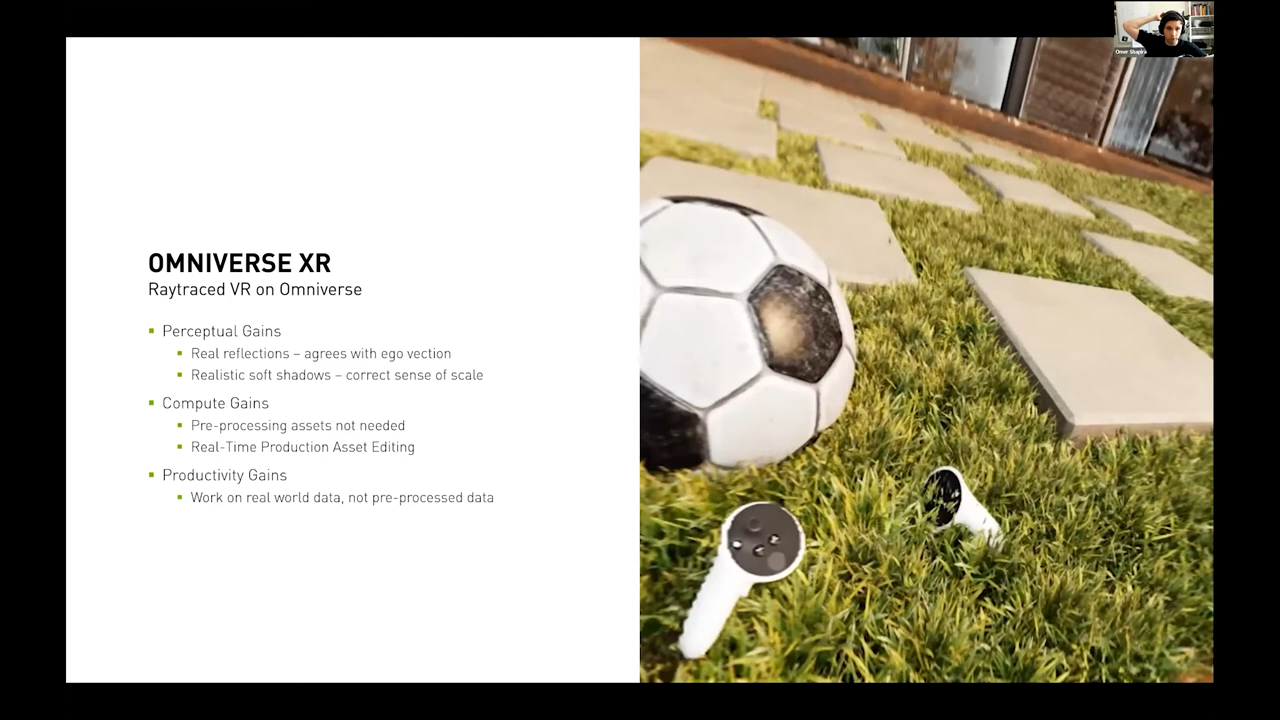 Omer Shapira
OMNIVERSE XR
Raytraced VR on Omniverse
Perceptual Gains
Real reflections – agrees with ego vection
Realistic soft shadows – correct sense of scale
Compute Gains
Pre-processing assets not needed
Real-Time Production Asset Editing
Productivity Gains
Work on real world data, not pre-processed data